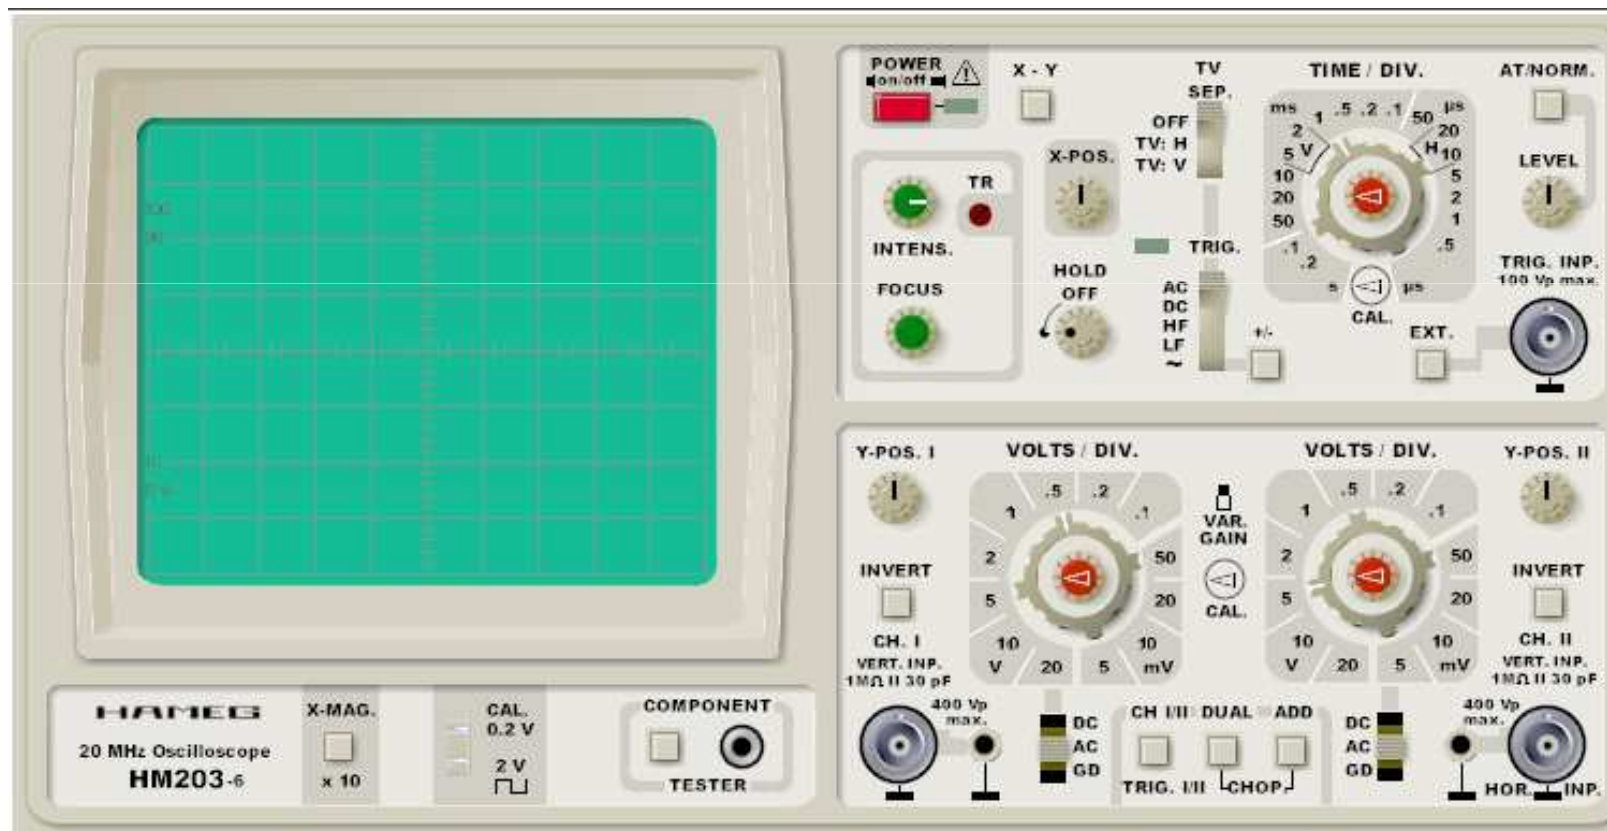 POWER
on/off
X - Y
TV
SEP.
OFF
TV: H
TV: V
TIME / DIV.
ms
µs
1
.5
.2
.1
50
20
10
5
2
1
.5
µs
2
5
10
20
50
.1
.2
s
V
H
CAL.
AT/NORM.
LEVEL
X-POS.
TR
INTENS.
FOCUS
HOLD
OFF
TRIG.
AC
DC
HF
LF
~
+/-
EXT.
TRIG. INP.
100 Vp max.
100
90
Y-POS. I
VOLTS / DIV.
VOLTS / DIV.
Y-POS. II
.5
.2
1
.1
2
50
5
20
10
10
V
20
5
mV
VAR.
GAIN
CAL.
.5
.2
1
.1
2
50
5
20
10
10
V
20
5
mV
INVERT
CH. I
VERT. INP.
1MΩ II 30 pF
INVERT
CH. II
VERT. INP.
1MΩ II 30 pF
HAMEG
20 MHz Oscilloscope
HM203-6
X-MAG.
x 10
CAL.
0.2 V
2 V
COMPONENT
TESTER
400 Vp
max.
DC
AC
GD
CH I/II DUAL ADD
TRIG. I/II CHOP.
DC
AC
GD
400 Vp
max.
HOR. INP.